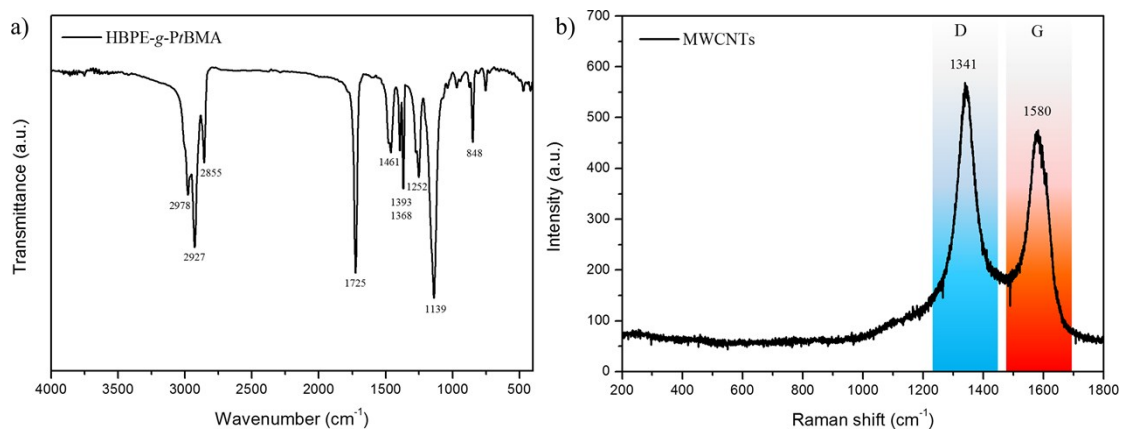 a)
HBPE-g-PtBMA
Transmittance (a.u.)
2978
2927
2855
1725
1461
1393
1368
1252
1139
848
4000 3500 3000 2500 2000 1500 1000 500
Wavenumber (cm-1)
b)
MWCNTs
D
G
1341
1580
Intensity (a.u.)
700
600
500
400
300
200
100
0
200 400 600 800 1000 1200 1400 1600 1800
Raman shift (cm-1)